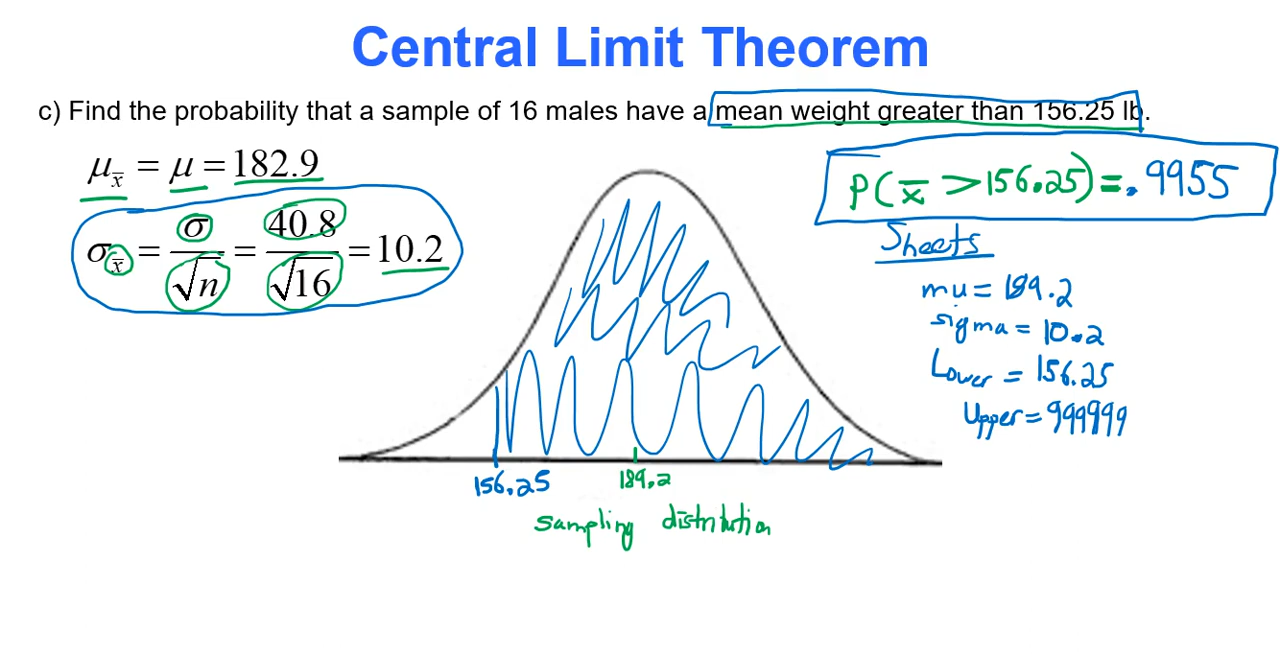 Central Limit Theorem
c) Find the probability that a sample of 16 males have a mean weight greater than 156.25 lb.
μx̄ = μ = 182.9
σx̄ = σ/√n = 40.8/√16 = 10.2
P(x̄ > 156.25) = .9955
Sheets
mu = 189.2
sigma = 10.2
Lower = 156.25
Upper = 999999
156.25
189.2
sampling distribution